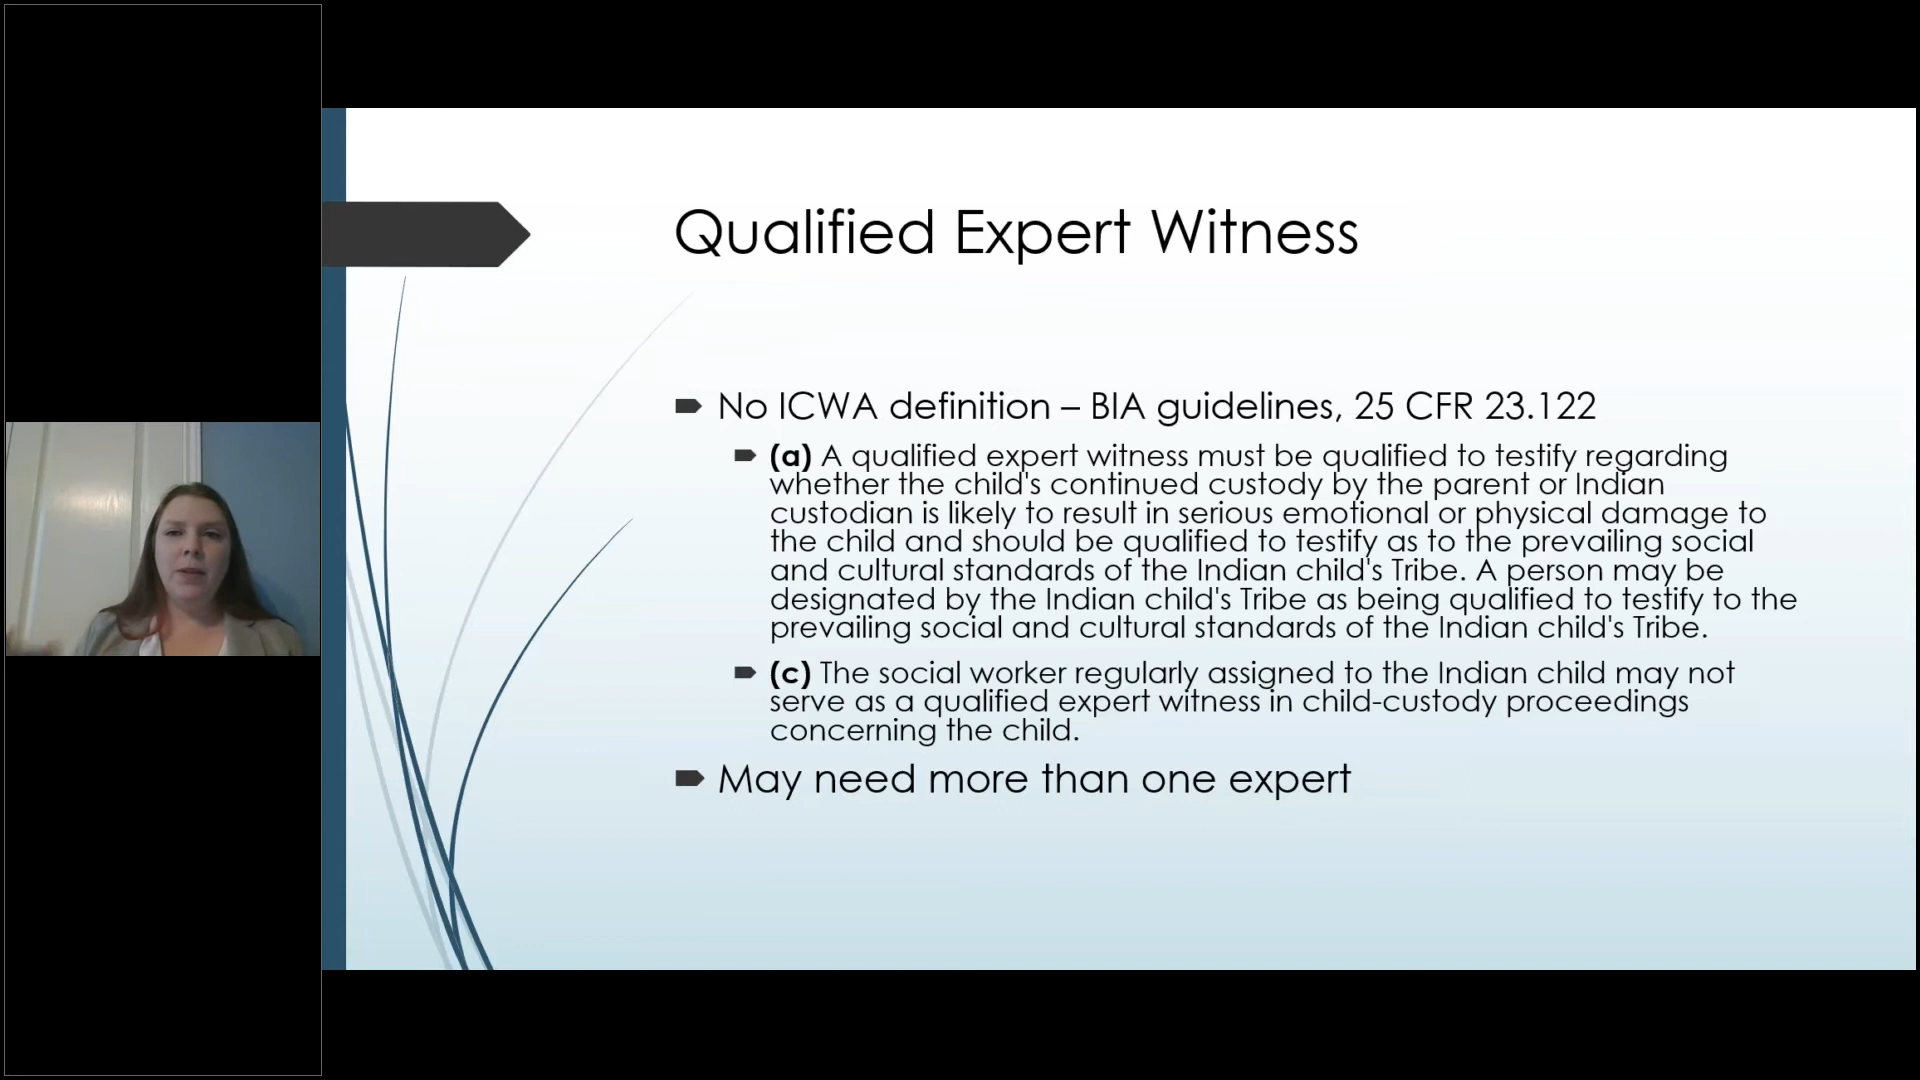 Qualified Expert Witness
No ICWA definition – BIA guidelines, 25 CFR 23.122
(a) A qualified expert witness must be qualified to testify regarding
whether the child's continued custody by the parent or Indian
custodian is likely to result in serious emotional or physical damage to
the child and should be qualified to testify as to the prevailing social
and cultural standards of the Indian child's Tribe. A person may be
designated by the Indian child's Tribe as being qualified to testify to the
prevailing social and cultural standards of the Indian child's Tribe.
(c) The social worker regularly assigned to the Indian child may not
serve as a qualified expert witness in child-custody proceedings
concerning the child.
May need more than one expert